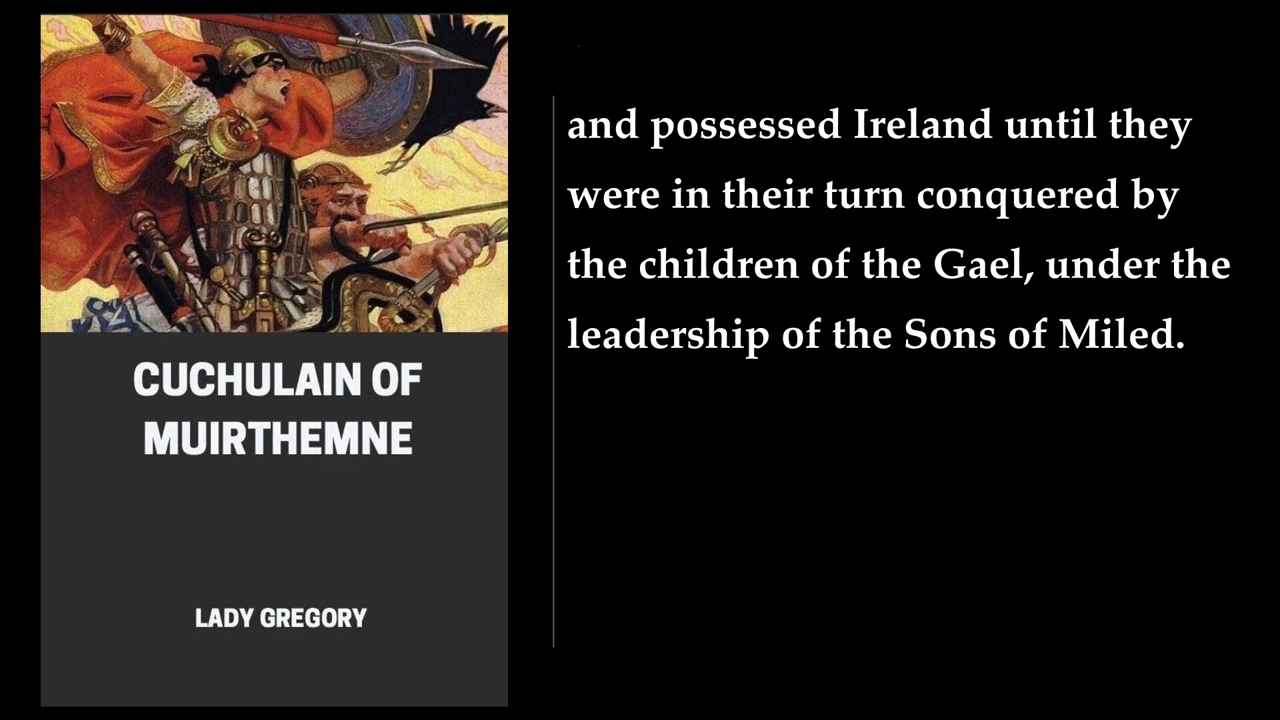 CUCHULAIN OF
MUIRTHEMNE
LADY GREGORY
and possessed Ireland until they
were in their turn conquered by
the children of the Gael, under the
leadership of the Sons of Miled.